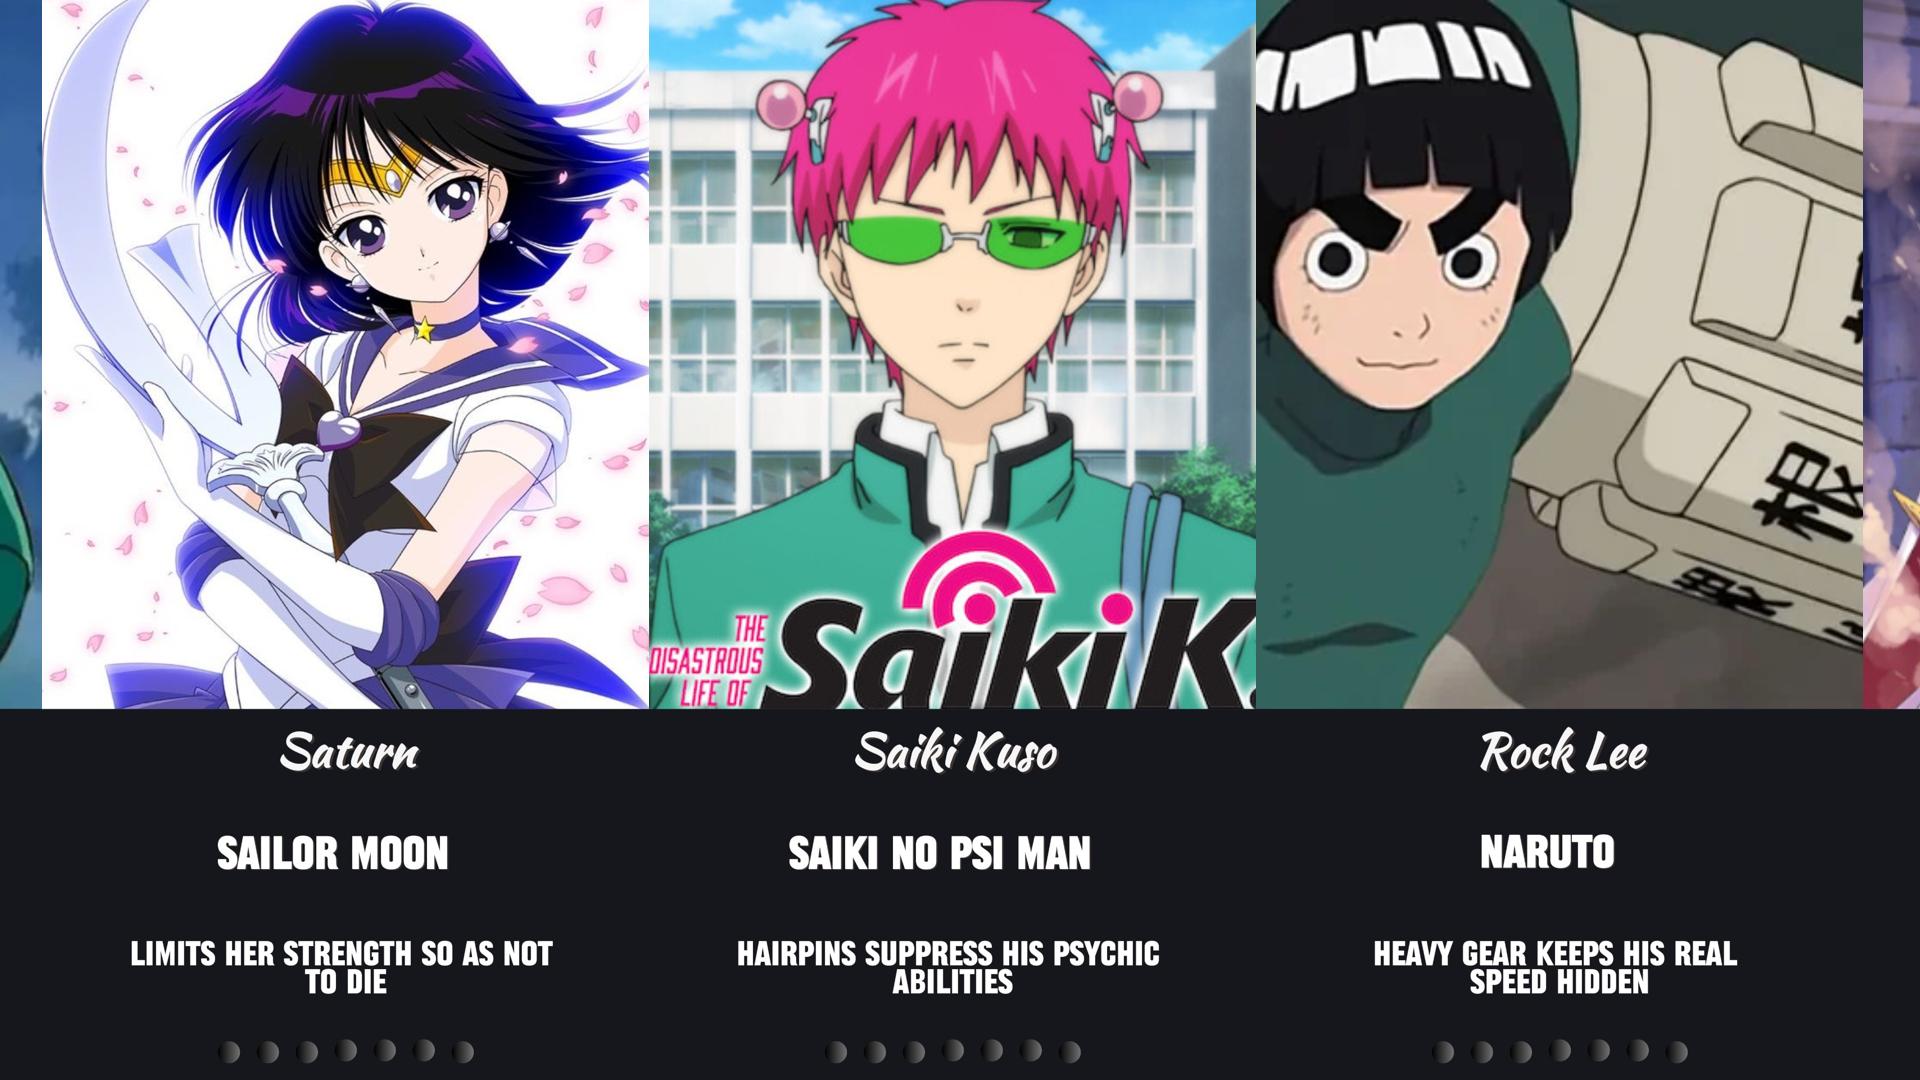 THE
DISASTROUS
LIFE OF
Saiki K.
Saturn
Saiki Kuso
Rock Lee
SAILOR MOON
SAIKI NO PSI MAN
NARUTO
LIMITS HER STRENGTH SO AS NOT
TO DIE
HAIRPINS SUPPRESS HIS PSYCHIC
ABILITIES
HEAVY GEAR KEEPS HIS REAL
SPEED HIDDEN